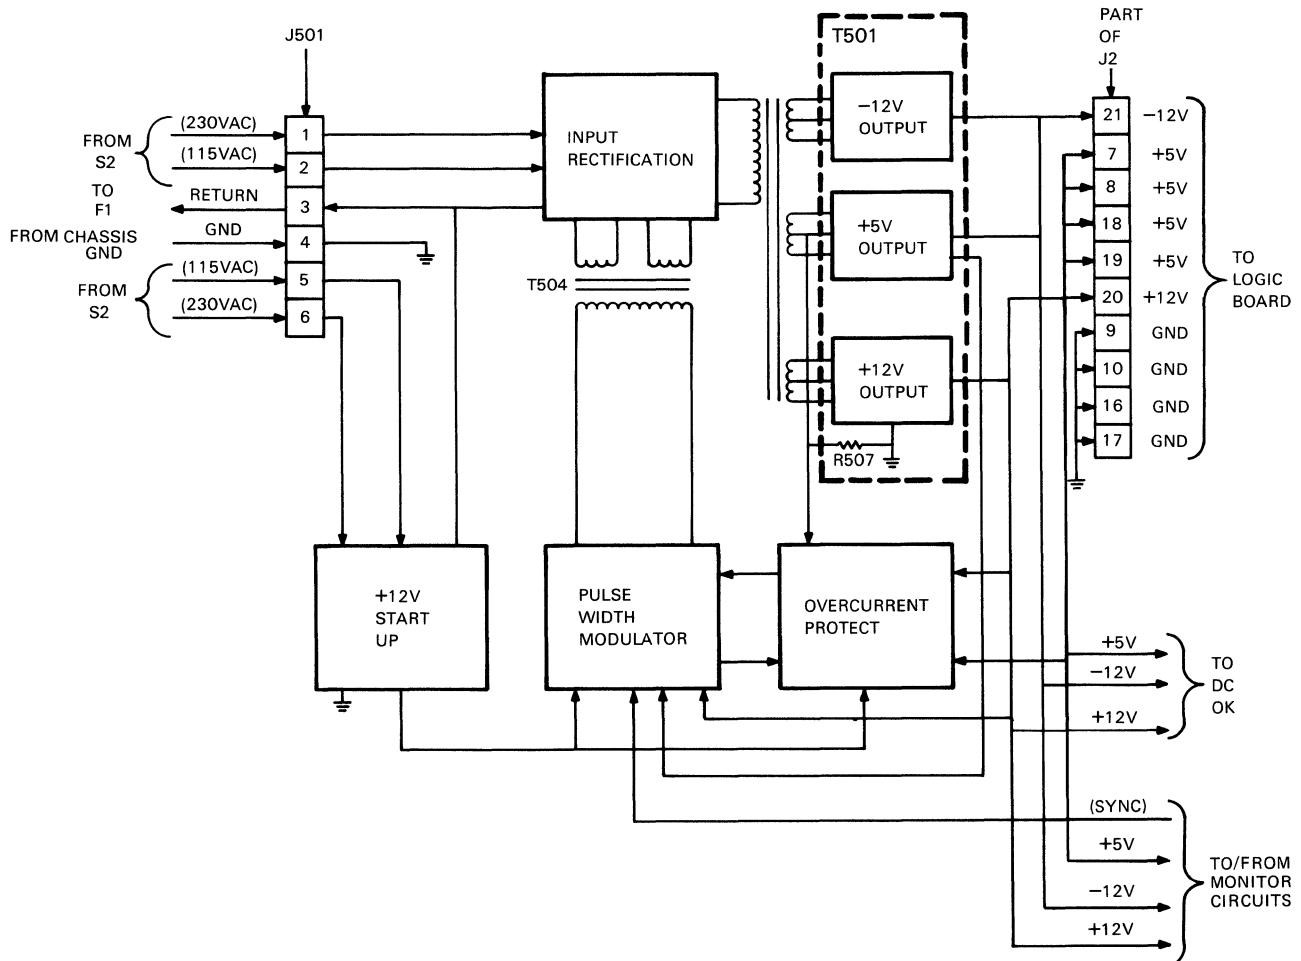 J501
FROM
S2
(230VAC)
(115VAC)
TO
F1
RETURN
FROM CHASSIS
GND
GND
FROM
S2
(115VAC)
(230VAC)
1
2
3
4
5
6
INPUT
RECTIFICATION
T504
T501
−12V
OUTPUT
+5V
OUTPUT
+12V
OUTPUT
R507
PART
OF
J2
21 −12V
7 +5V
8 +5V
18 +5V
19 +5V
20 +12V
9 GND
10 GND
16 GND
17 GND
TO
LOGIC
BOARD
+12V
START
UP
PULSE
WIDTH
MODULATOR
OVERCURRENT
PROTECT
+5V
−12V
+12V
TO
DC
OK
(SYNC)
+5V
−12V
+12V
TO/FROM
MONITOR
CIRCUITS